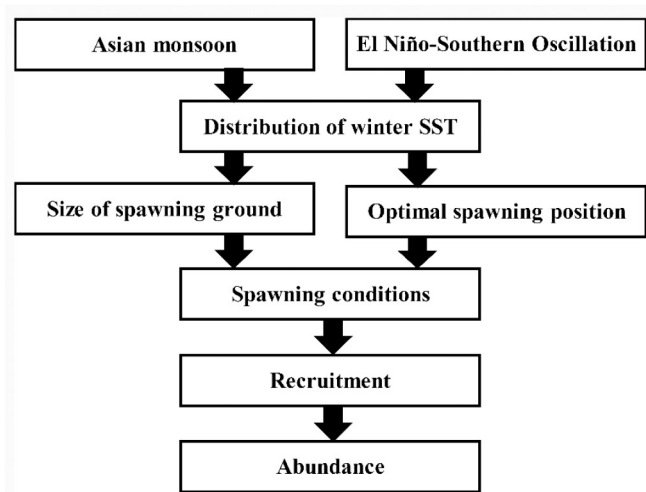 Asian monsoon
El Niño-Southern Oscillation
Distribution of winter SST
Size of spawning ground
Optimal spawning position
Spawning conditions
Recruitment
Abundance